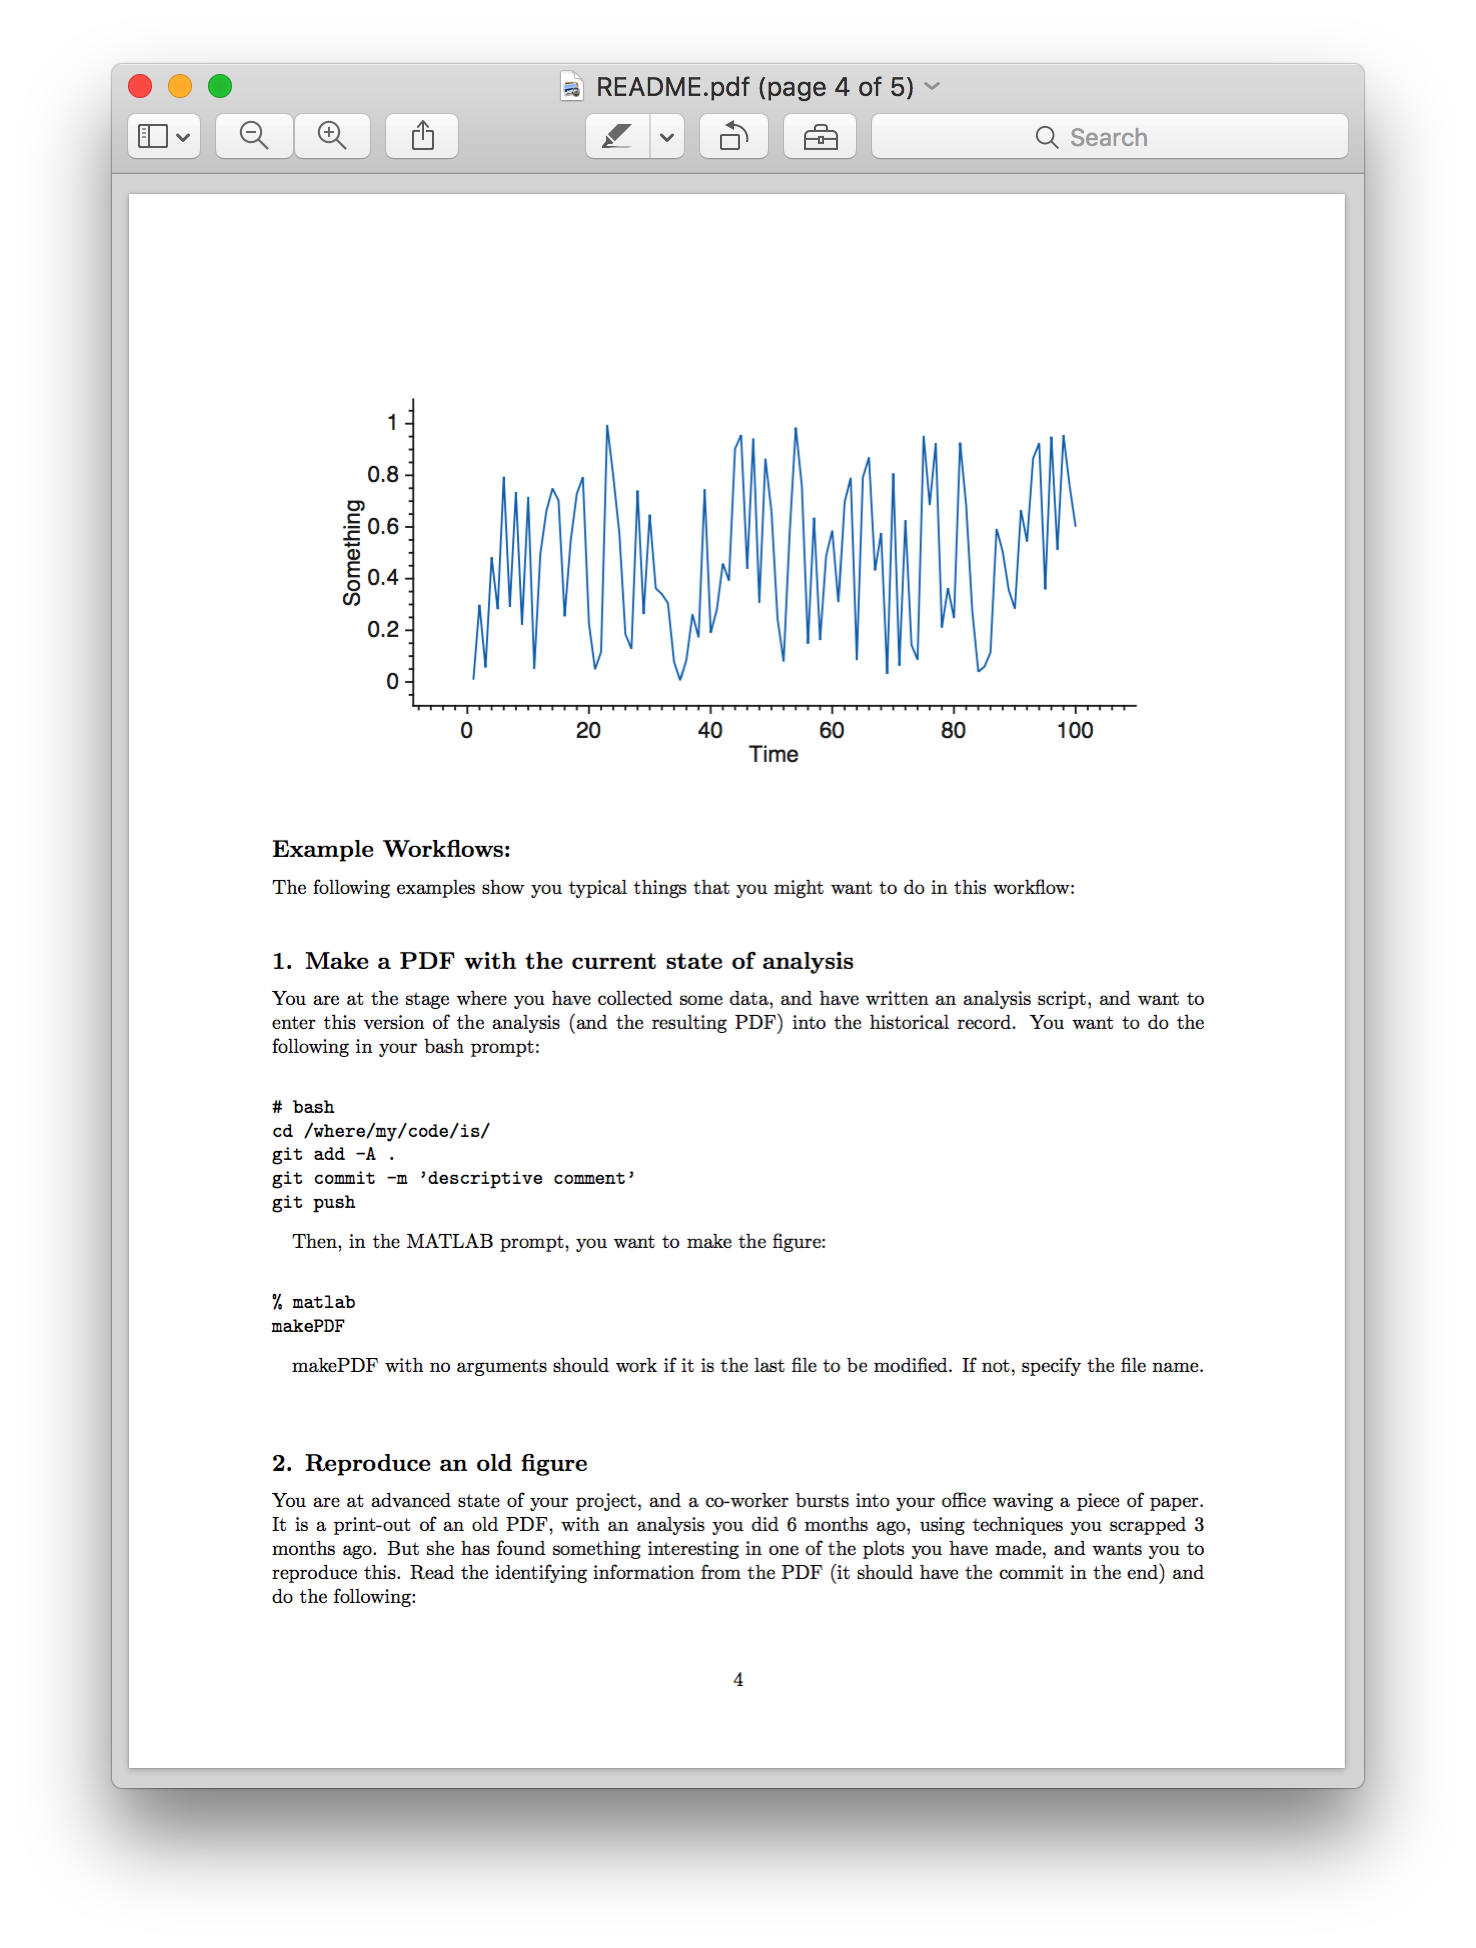 README.pdf (page 4 of 5)
Search
1
0.8
0.6
0.4
0.2
0
Something
0 20 40 60 80 100
Time
Example Workflows:
The following examples show you typical things that you might want to do in this workflow:
1. Make a PDF with the current state of analysis
You are at the stage where you have collected some data, and have written an analysis script, and want to
enter this version of the analysis (and the resulting PDF) into the historical record. You want to do the
following in your bash prompt:
# bash
cd /where/my/code/is/
git add -A .
git commit -m ’descriptive comment’
git push
Then, in the MATLAB prompt, you want to make the figure:
% matlab
makePDF
makePDF with no arguments should work if it is the last file to be modified. If not, specify the file name.
2. Reproduce an old figure
You are at advanced state of your project, and a co-worker bursts into your office waving a piece of paper.
It is a print-out of an old PDF, with an analysis you did 6 months ago, using techniques you scrapped 3
months ago. But she has found something interesting in one of the plots you have made, and wants you to
reproduce this. Read the identifying information from the PDF (it should have the commit in the end) and
do the following:
4